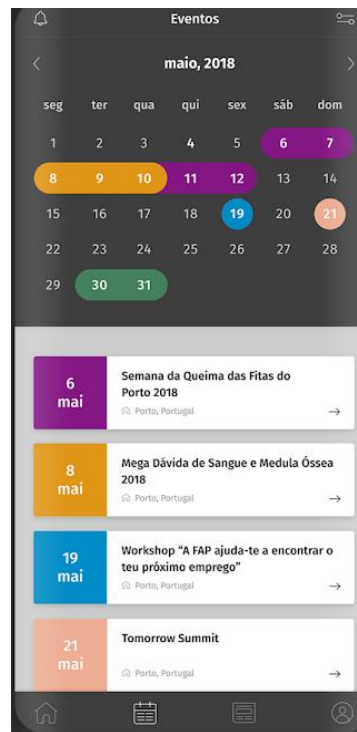 Eventos
maio, 2018
seg ter qua qui sex sáb dom
1 2 3 4 5 6 7
8 9 10 11 12 13 14
15 16 17 18 19 20 21
22 23 24 25 26 27 28
29 30 31
6
mai
Semana da Queima das Fitas do
Porto 2018
Porto, Portugal
8
mai
Mega Dávida de Sangue e Medula Óssea
2018
Porto, Portugal
19
mai
Workshop “A FAP ajuda-te a encontrar o
teu próximo emprego”
Porto, Portugal
21
mai
Tomorrow Summit
Porto, Portugal